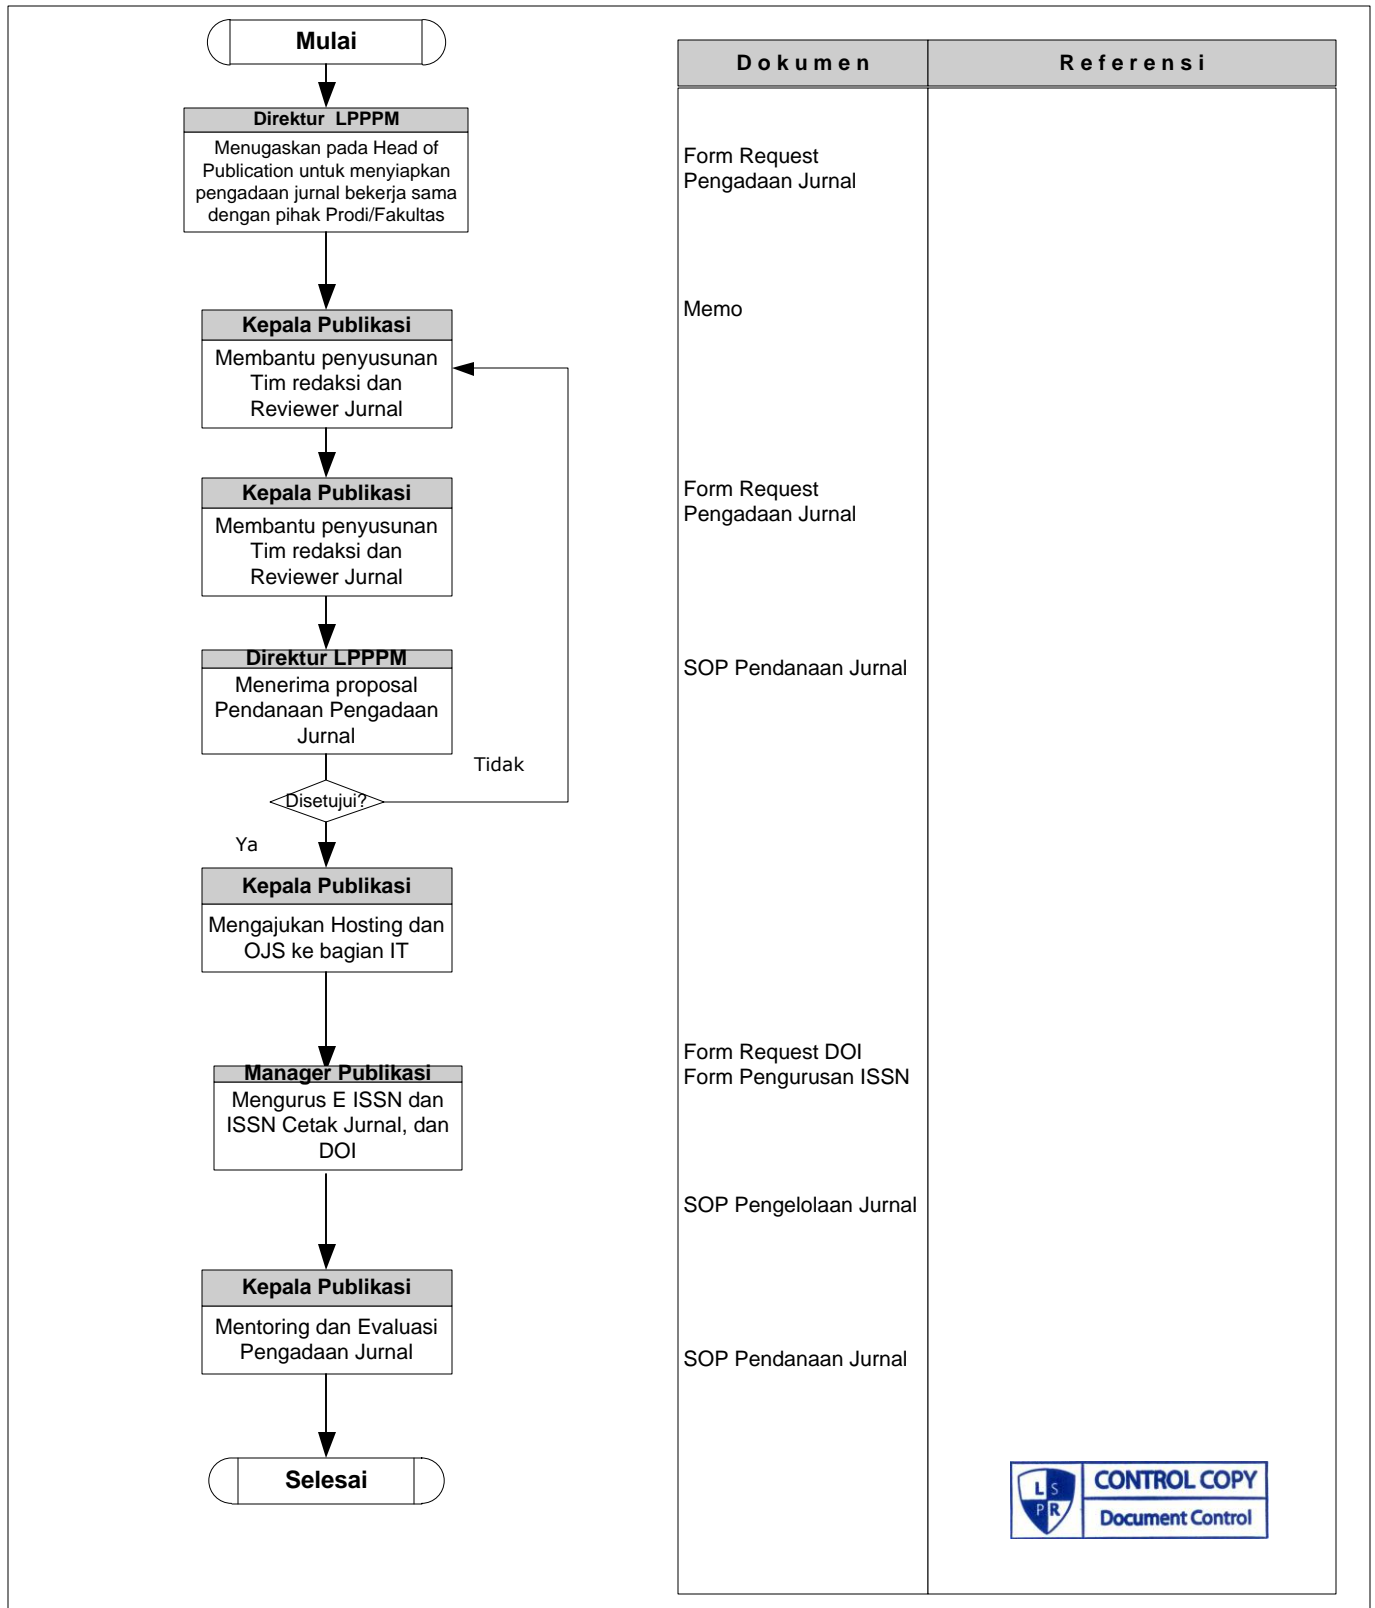 Mulai
Direktur LPPPM
Menugaskan pada Head of
Publication untuk menyiapkan
pengadaan jurnal bekerja sama
dengan pihak Prodi/Fakultas
Kepala Publikasi
Membantu penyusunan
Tim redaksi dan
Reviewer Jurnal
Kepala Publikasi
Membantu penyusunan
Tim redaksi dan
Reviewer Jurnal
Direktur LPPPM
Menerima proposal
Pendanaan Pengadaan
Jurnal
Tidak
Disetujui?
Ya
Kepala Publikasi
Mengajukan Hosting dan
OJS ke bagian IT
Manager Publikasi
Mengurus E ISSN dan
ISSN Cetak Jurnal, dan
DOI
Kepala Publikasi
Mentoring dan Evaluasi
Pengadaan Jurnal
Selesai
Dokumen
Referensi
Form Request
Pengadaan Jurnal
Memo
Form Request
Pengadaan Jurnal
SOP Pendanaan Jurnal
Form Request DOI
Form Pengurusan ISSN
SOP Pengelolaan Jurnal
SOP Pendanaan Jurnal
L S
P R
CONTROL COPY
Document Control